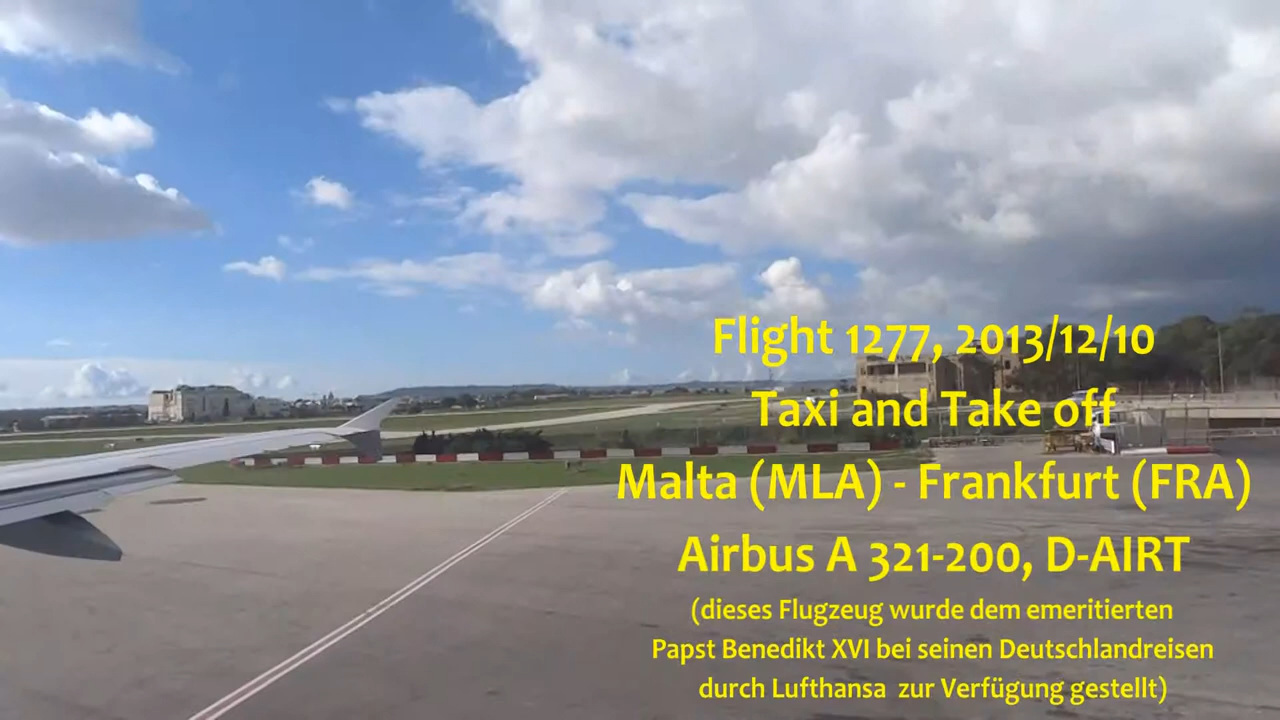 Flight 1277, 2013/12/10
Taxi and Take off
Malta (MLA) - Frankfurt (FRA)
Airbus A 321-200, D-AIRT
(dieses Flugzeug wurde dem emeritierten
Papst Benedikt XVI bei seinen Deutschlandreisen
durch Lufthansa  zur Verfügung gestellt)